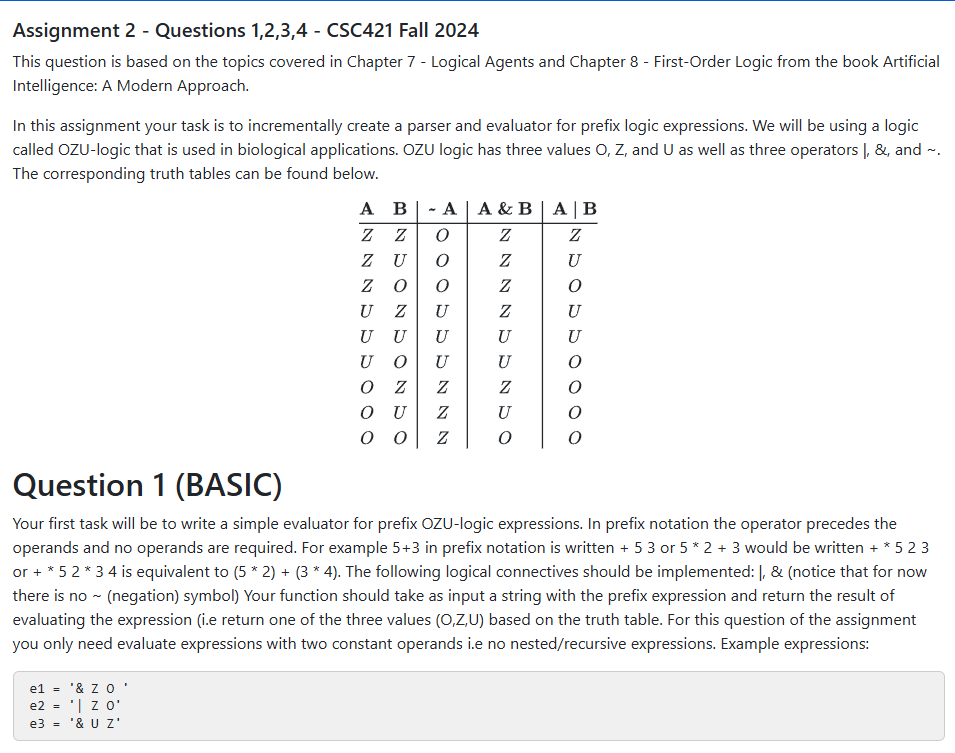 Assignment 2 - Questions 1,2,3,4 - CSC421 Fall 2024
This question is based on the topics covered in Chapter 7 - Logical Agents and Chapter 8 - First-Order Logic from the book Artificial
Intelligence: A Modern Approach.
In this assignment your task is to incrementally create a parser and evaluator for prefix logic expressions. We will be using a logic
called OZU-logic that is used in biological applications. OZU logic has three values O, Z, and U as well as three operators |, &, and ~.
The corresponding truth tables can be found below.
A B ~ A A & B A | B
Z Z O Z Z
Z U O Z U
Z O O Z O
U Z U Z U
U U U U U
U O U U O
O Z Z Z O
O U Z U O
O O Z O O
Question 1 (BASIC)
Your first task will be to write a simple evaluator for prefix OZU-logic expressions. In prefix notation the operator precedes the
operands and no operands are required. For example 5+3 in prefix notation is written + 5 3 or 5 * 2 + 3 would be written + * 5 2 3
or + * 5 2 * 3 4 is equivalent to (5 * 2) + (3 * 4). The following logical connectives should be implemented: |, & (notice that for now
there is no ~ (negation) symbol) Your function should take as input a string with the prefix expression and return the result of
evaluating the expression (i.e return one of the three values (O,Z,U) based on the truth table. For this question of the assignment
you only need evaluate expressions with two constant operands i.e no nested/recursive expressions. Example expressions:
e1 = '& Z O '
e2 = '| Z O'
e3 = '& U Z'